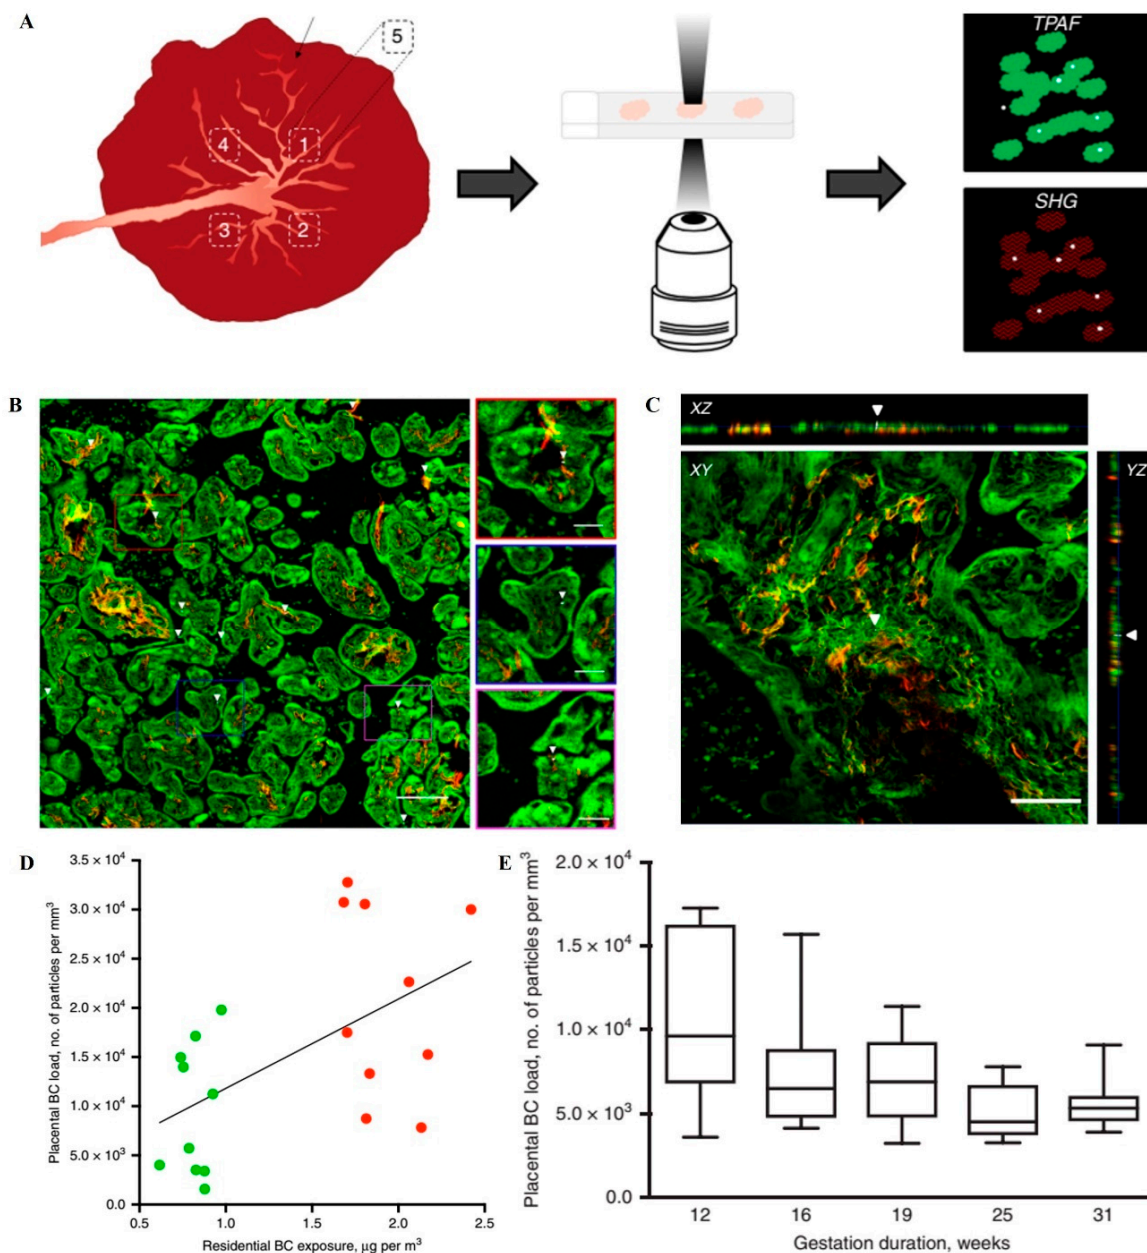 A
5
4
1
3
2
TPAF
SHG
B
C
XZ
XY
YZ
D
Placental BC load, no. of particles per mm³
3.5 × 10⁴
3.0 × 10⁴
2.5 × 10⁴
2.0 × 10⁴
1.5 × 10⁴
1.0 × 10⁴
5.0 × 10³
0.0
0.5
1.0
1.5
2.0
2.5
Residential BC exposure, μg per m³
E
Placental BC load, no. of particles per mm³
2.0 × 10⁴
1.5 × 10⁴
1.0 × 10⁴
5.0 × 10³
0.0
12
16
19
25
31
Gestation duration, weeks